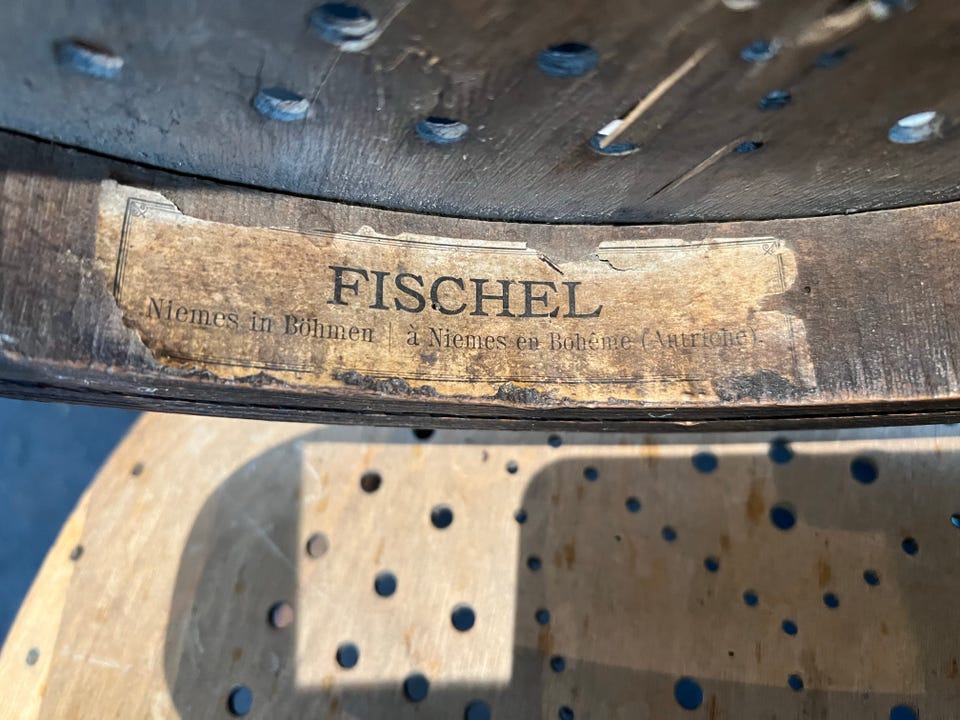 FISCHEL
Niemes in Böhmen | à Niemes en Bohême (Autriche).